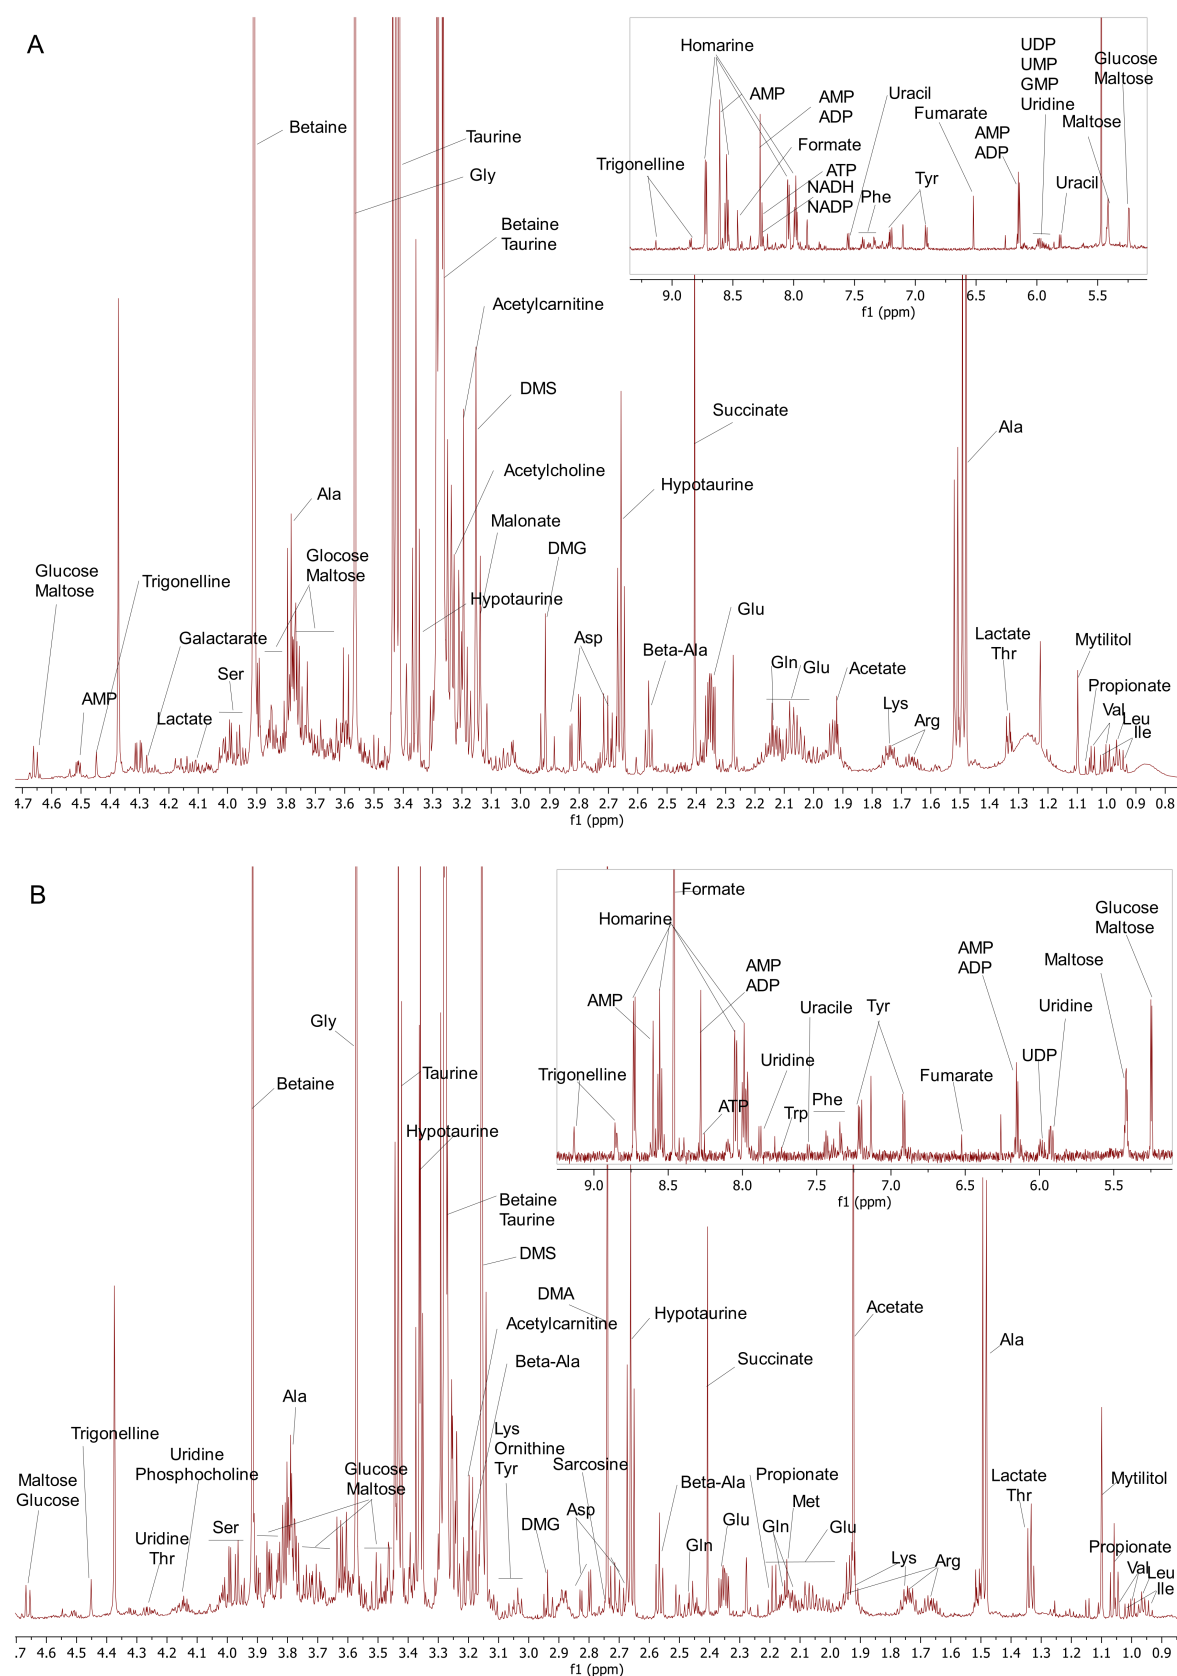 A
Homarine
UDP
UMP
GMP
Uridine
Glucose
Maltose
AMP
AMP
ADP
Uracil
Fumarate
Maltose
Betaine
Taurine
Formate
AMP
ADP
Trigonelline
ATP
NADH
NADP
Phe
Tyr
Uracil
Gly
Betaine
Taurine
9.0 8.5 8.0 7.5 7.0 6.5 6.0 5.5
f1 (ppm)
Acetylcarnitine
DMS
Succinate
Ala
Acetylcholine
Hypotaurine
Ala
Malonate
DMG
Glocose
Maltose
Glucose
Maltose
Trigonelline
Hypotaurine
Glu
Galactarate
Asp
Beta-Ala
Lactate
Thr
Mytilitol
Ser
Gln
Glu
Acetate
Propionate
AMP
Lys
Val
Lactate
Arg
Leu
Ile
4.7 4.6 4.5 4.4 4.3 4.2 4.1 4.0 3.9 3.8 3.7 3.6 3.5 3.4 3.3 3.2 3.1 3.0 2.9 2.8 2.7 2.6 2.5 2.4 2.3 2.2 2.1 2.0 1.9 1.8 1.7 1.6 1.5 1.4 1.3 1.2 1.1 1.0 0.9 0.8
f1 (ppm)
B
Formate
Homarine
Glucose
Maltose
AMP
ADP
AMP
ADP
Maltose
AMP
Uracile
Tyr
Uridine
Gly
Uridine
UDP
Trigonelline
Fumarate
Betaine
Taurine
ATP
Trp
Phe
Hypotaurine
9.0 8.5 8.0 7.5 7.0 6.5 6.0 5.5
f1 (ppm)
Betaine
Taurine
DMS
DMA
Hypotaurine
Acetate
Acetylcarnitine
Ala
Beta-Ala
Succinate
Ala
Trigonelline
Lys
Ornithine
Tyr
Uridine
Phosphocholine
Glucose
Maltose
Sarcosine
Maltose
Glucose
Beta-Ala
Propionate
Lactate
Thr
Mytilitol
Met
Asp
Ser
DMG
Glu
Gln
Glu
Uridine
Thr
Gln
Propionate
Lys
Arg
Val
Leu
Ile
4.7 4.6 4.5 4.4 4.3 4.2 4.1 4.0 3.9 3.8 3.7 3.6 3.5 3.4 3.3 3.2 3.1 3.0 2.9 2.8 2.7 2.6 2.5 2.4 2.3 2.2 2.1 2.0 1.9 1.8 1.7 1.6 1.5 1.4 1.3 1.2 1.1 1.0 0.9
f1 (ppm)